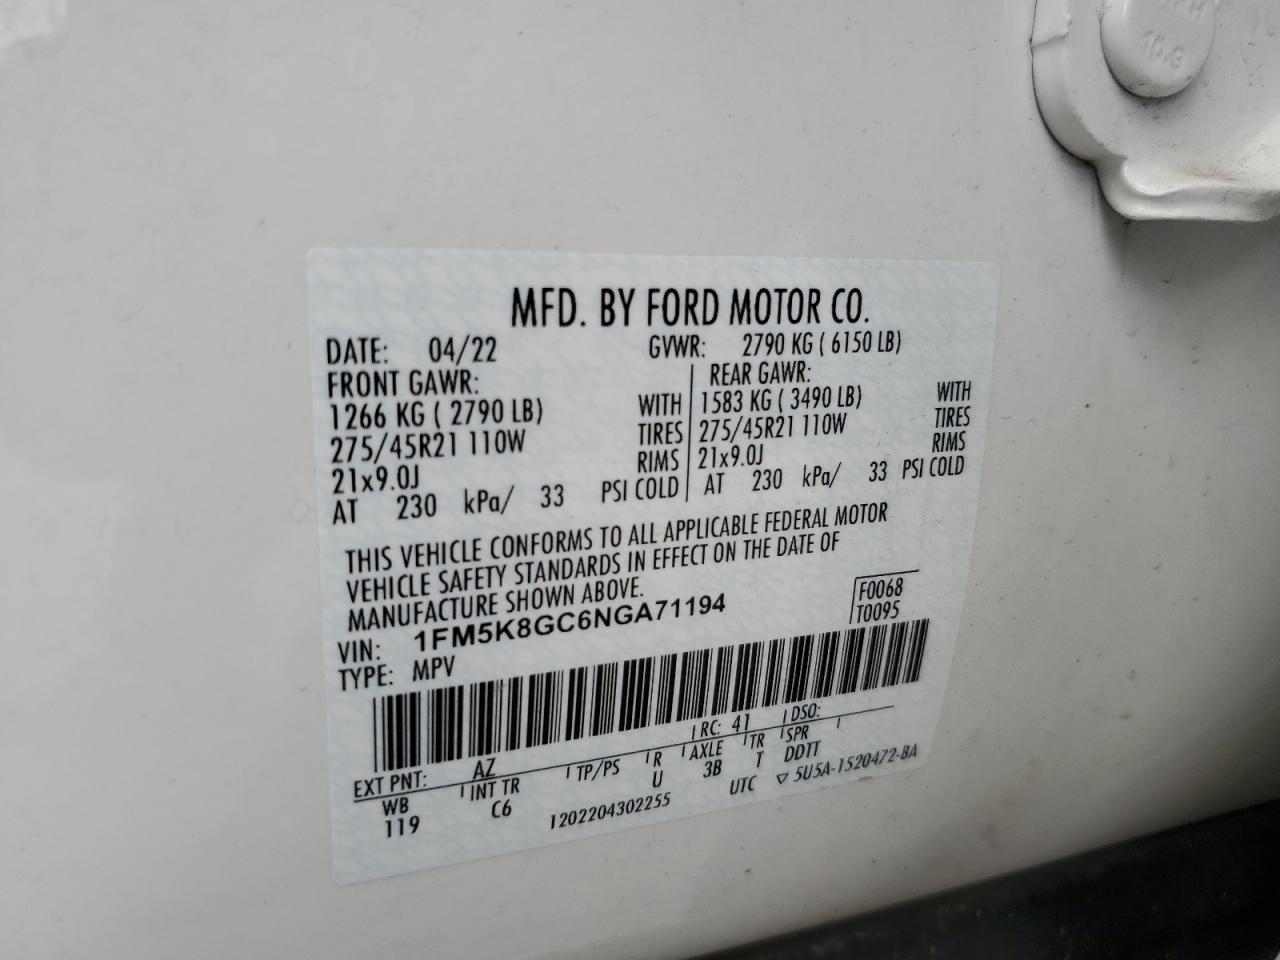 10.9
MFD. BY FORD MOTOR CO.
DATE: 04/22 GVWR: 2790 KG ( 6150 LB)
FRONT GAWR: REAR GAWR:
1266 KG ( 2790 LB) WITH 1583 KG ( 3490 LB) WITH
275/45R21 110W TIRES 275/45R21 110W TIRES
21x9.0J RIMS 21x9.0J RIMS
AT 230 kPa/ 33 PSI COLD AT 230 kPa/ 33 PSI COLD
THIS VEHICLE CONFORMS TO ALL APPLICABLE FEDERAL MOTOR
VEHICLE SAFETY STANDARDS IN EFFECT ON THE DATE OF
MANUFACTURE SHOWN ABOVE.
F0068
VIN: 1FM5K8GC6NGA71194 T0095
TYPE: MPV
RC: 41 DSO:
EXT PNT: AZ
WB INT TR TP/PS R AXLE TR SPR
119 C6 U 3B T DDTT
1202204302255 UTC ▽ 5U5A-1520472-BA